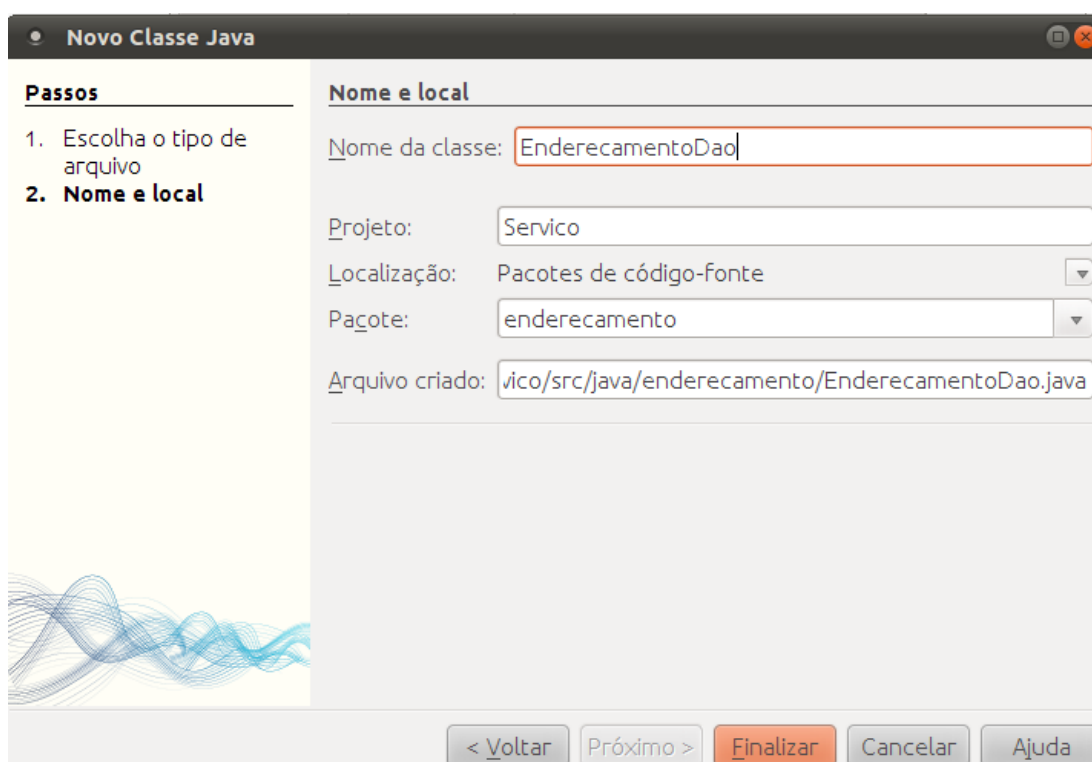 Novo Classe Java
Passos
1. Escolha o tipo de
arquivo
2. Nome e local
Nome e local
Nome da classe: EnderecamentoDao
Projeto: Servico
Localização: Pacotes de código-fonte
Pacote: enderecamento
Arquivo criado: vico/src/java/enderecamento/EnderecamentoDao.java
< Voltar Próximo > Finalizar Cancelar Ajuda